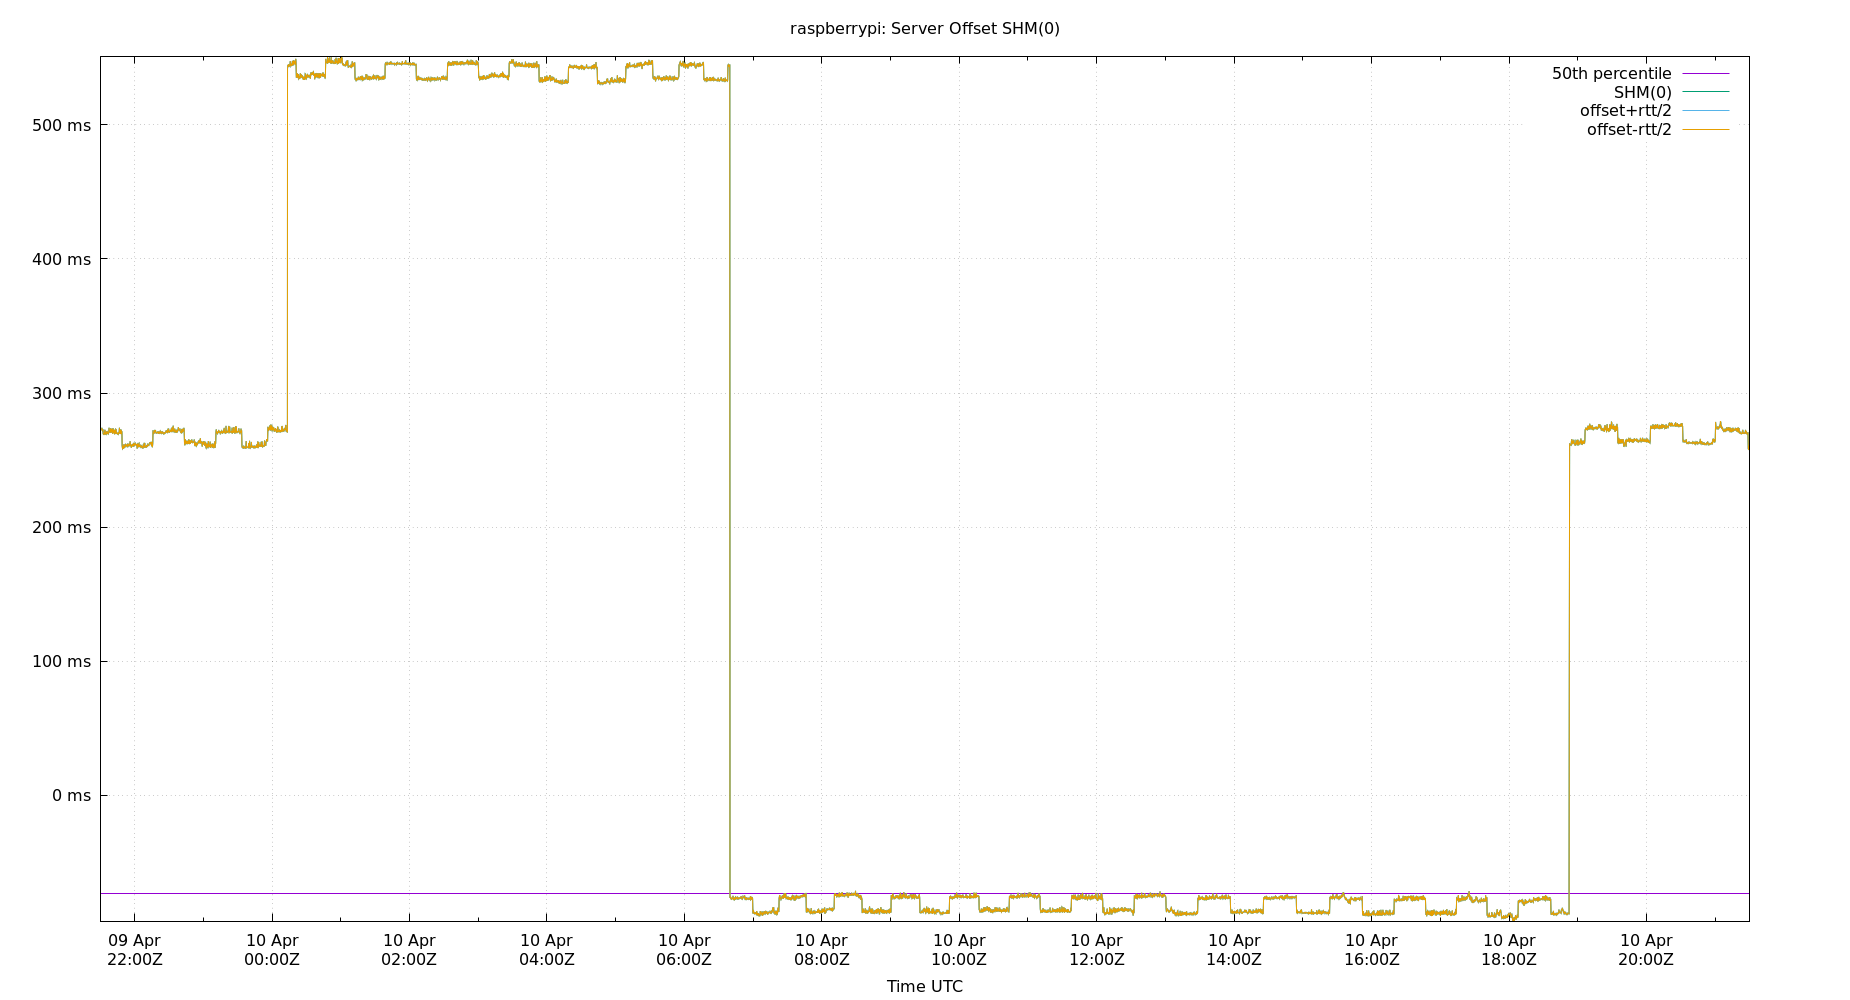 raspberrypi: Server Offset SHM(0)
50th percentile
SHM(0)
offset+rtt/2
offset-rtt/2
500 ms
400 ms
300 ms
200 ms
100 ms
0 ms
09 Apr 10 Apr 10 Apr 10 Apr 10 Apr 10 Apr 10 Apr 10 Apr 10 Apr 10 Apr 10 Apr 10 Apr
22:00Z 00:00Z 02:00Z 04:00Z 06:00Z 08:00Z 10:00Z 12:00Z 14:00Z 16:00Z 18:00Z 20:00Z
Time UTC